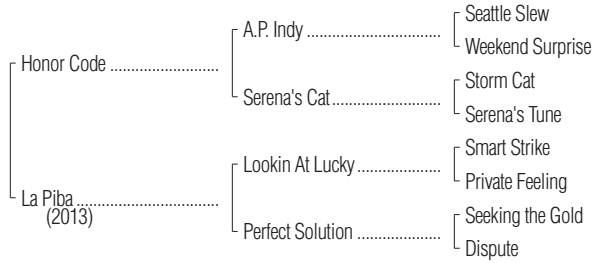 Seattle Slew
A.P. Indy ..............................
Weekend Surprise
Honor Code ........................
Storm Cat
Serena's Cat........................
Serena's Tune
Smart Strike
Lookin At Lucky ..................
Private Feeling
La Piba ................................
(2013)
Seeking the Gold
Perfect Solution ..................
Dispute